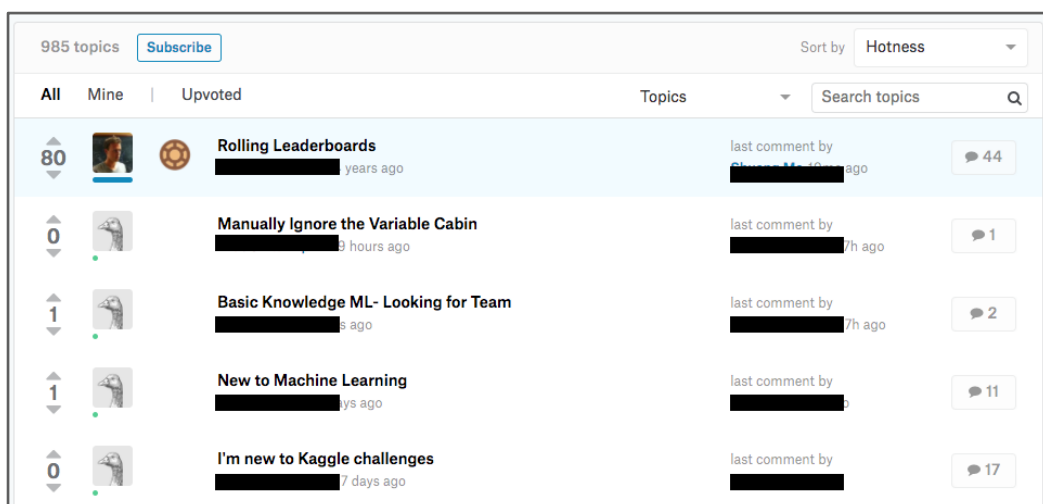 985 topics Subscribe Sort by Hotness
All Mine | Upvoted Topics Search topics
80 Rolling Leaderboards last comment by 44
years ago ago
0 Manually Ignore the Variable Cabin last comment by 1
9 hours ago 7h ago
1 Basic Knowledge ML- Looking for Team last comment by 2
s ago 7h ago
1 New to Machine Learning last comment by 11
ays ago
0 I'm new to Kaggle challenges last comment by 17
7 days ago